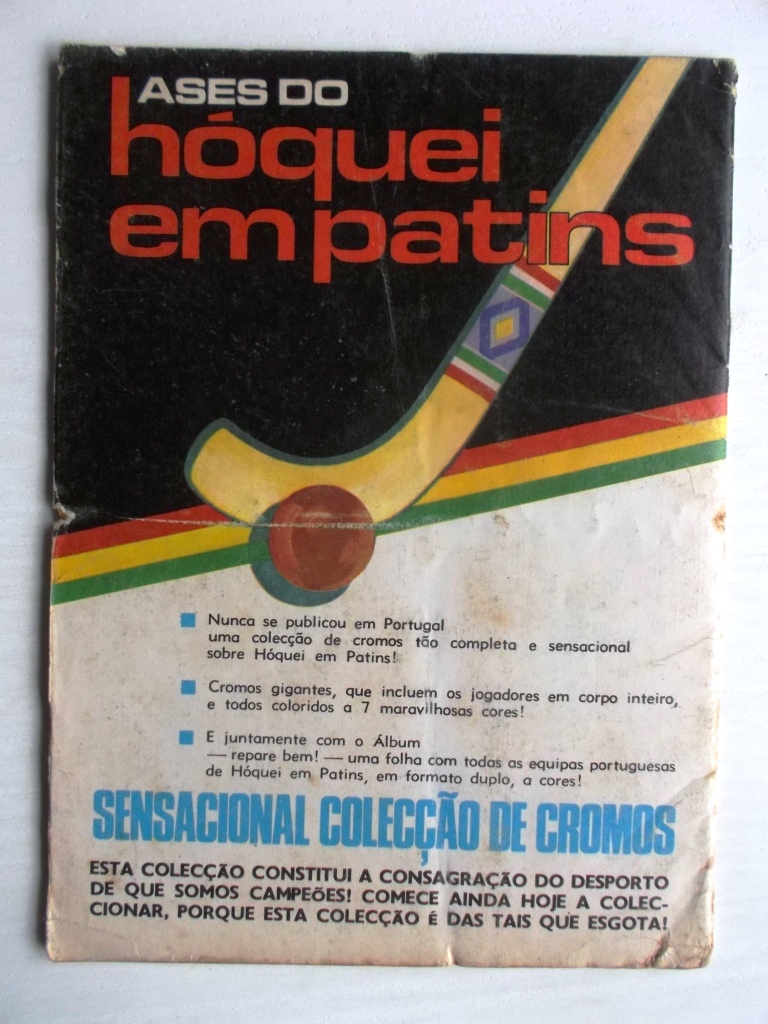 ASES DO
hóquei
em patins
Nunca se publicou em Portugal
uma colecção de cromos tão completa e sensacional
sobre Hóquei em Patins!
Cromos gigantes, que incluem os jogadores em corpo inteiro,
e todos coloridos a 7 maravilhosas cores!
E juntamente com o Álbum
— repare bem! — uma folha com todas as equipas portuguesas
de Hóquei em Patins, em formato duplo, a cores!
SENSACIONAL COLECÇÃO DE CROMOS
ESTA COLECÇÃO CONSTITUI A CONSAGRAÇÃO DO DESPORTO
DE QUE SOMOS CAMPEÕES! COMECE AINDA HOJE A COLEC-
CIONAR, PORQUE ESTA COLECÇÃO É DAS TAIS QUE ESGOTA!